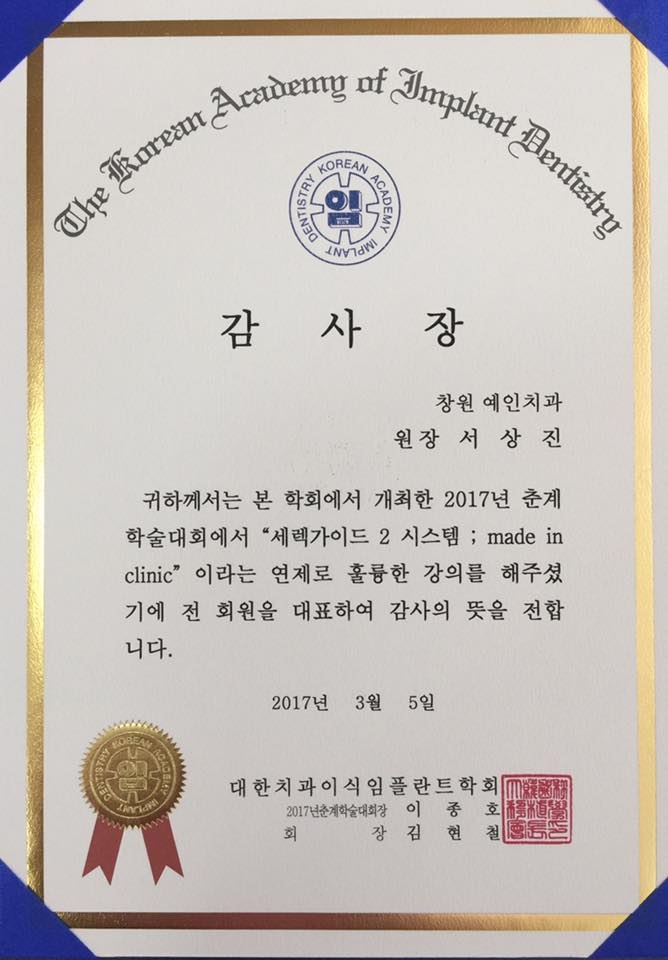 The Korean Academy of Implant Dentistry
DENTISTRY KOREAN ACADEMY IMPLANT
임
감 사 장
창원 예인치과
원장 서 상 진
귀하께서는 본 학회에서 개최한 2017년 춘계
학술대회에서 “세렉가이드 2 시스템 ; made in
clinic” 이라는 연제로 훌륭한 강의를 해주셨
기에 전 회원을 대표하여 감사의 뜻을 전합
니다.
2017년 3월 5일
DENTISTRY KOREAN ACADEMY IMPLANT
임
대한치과이식임플란트학회
2017년춘계학술대회장 이 종 호
회 장 김 현 철